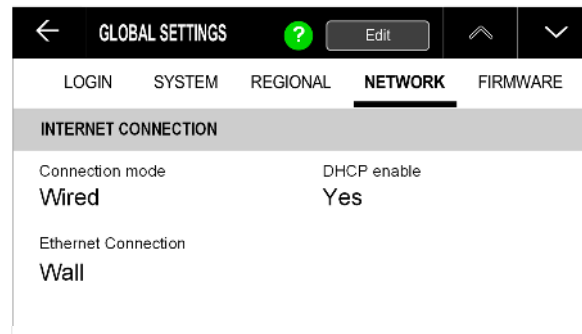 GLOBAL SETTINGS ? Edit
LOGIN SYSTEM REGIONAL NETWORK FIRMWARE
INTERNET CONNECTION
Connection mode DHCP enable
Wired Yes
Ethernet Connection
Wall